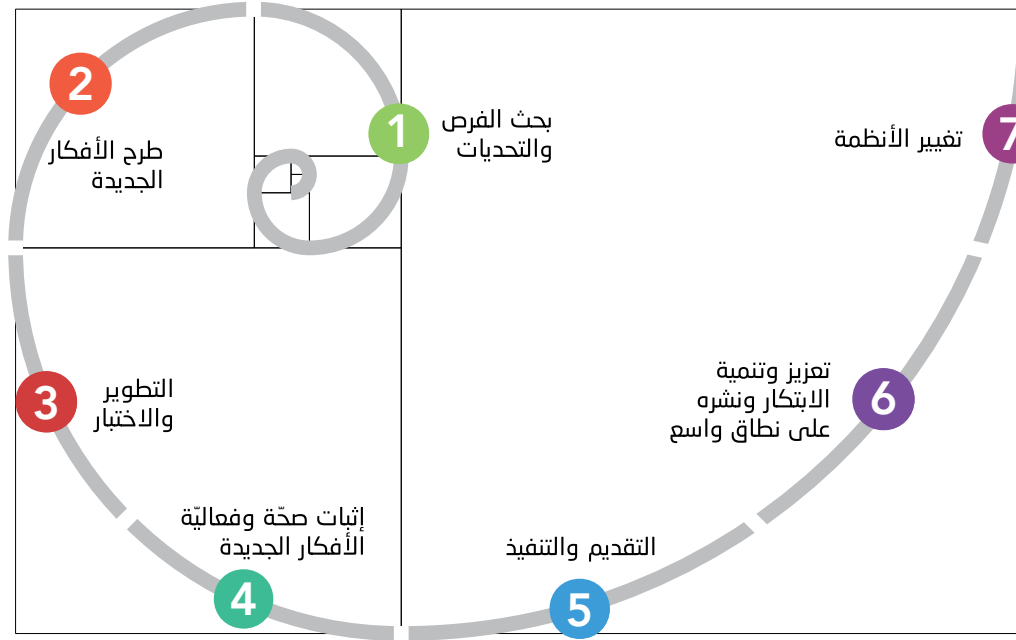 1
بحث الفرص
والتحديات
2
طرح الأفكار
الجديدة
3
التطوير
والاختبار
4
إثبات صحّة وفعاليّة
الأفكار الجديدة
5
التقديم والتنفيذ
6
تعزيز وتنمية
الابتكار ونشره
على نطاق واسع
7
تغيير الأنظمة